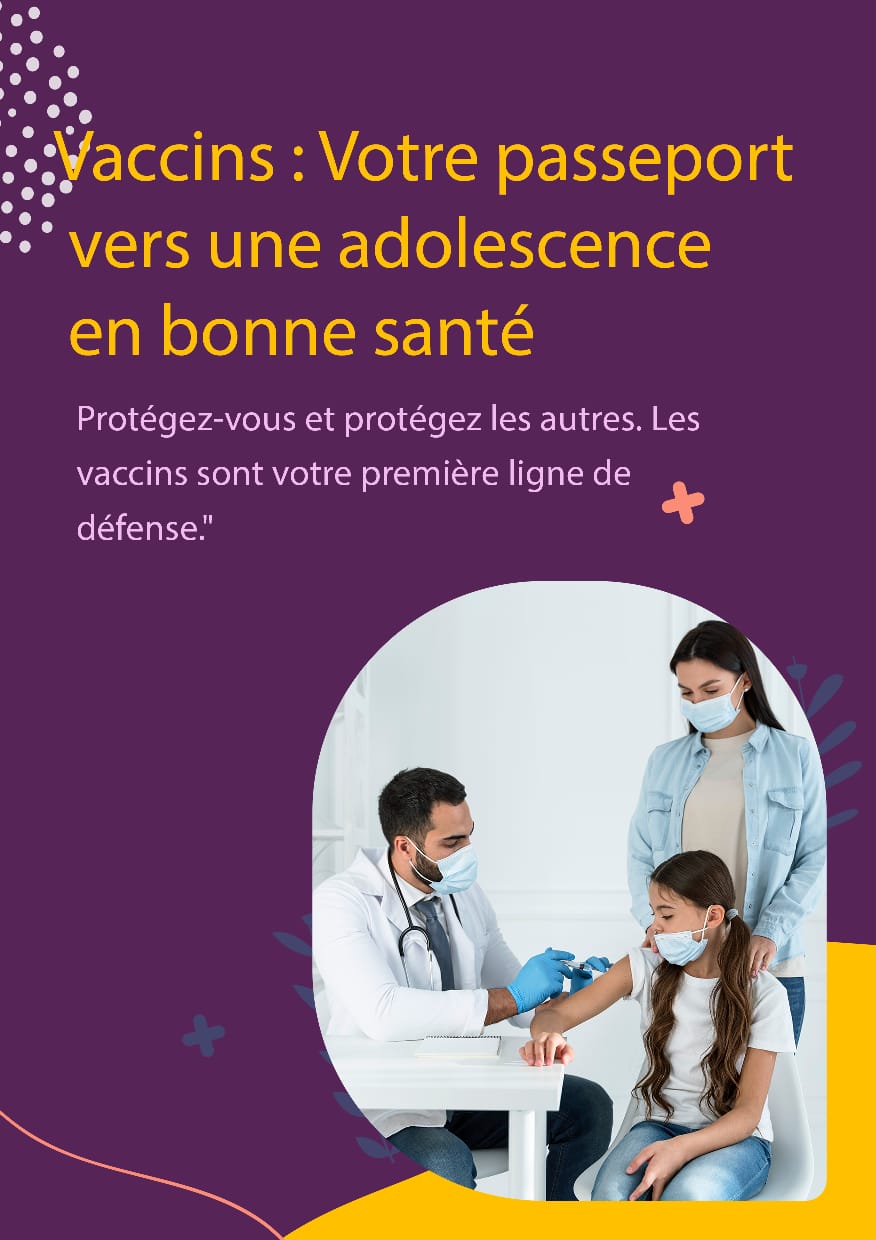 Vaccins : Votre passeport
vers une adolescence
en bonne santé
Protégez-vous et protégez les autres. Les
vaccins sont votre première ligne de
défense."